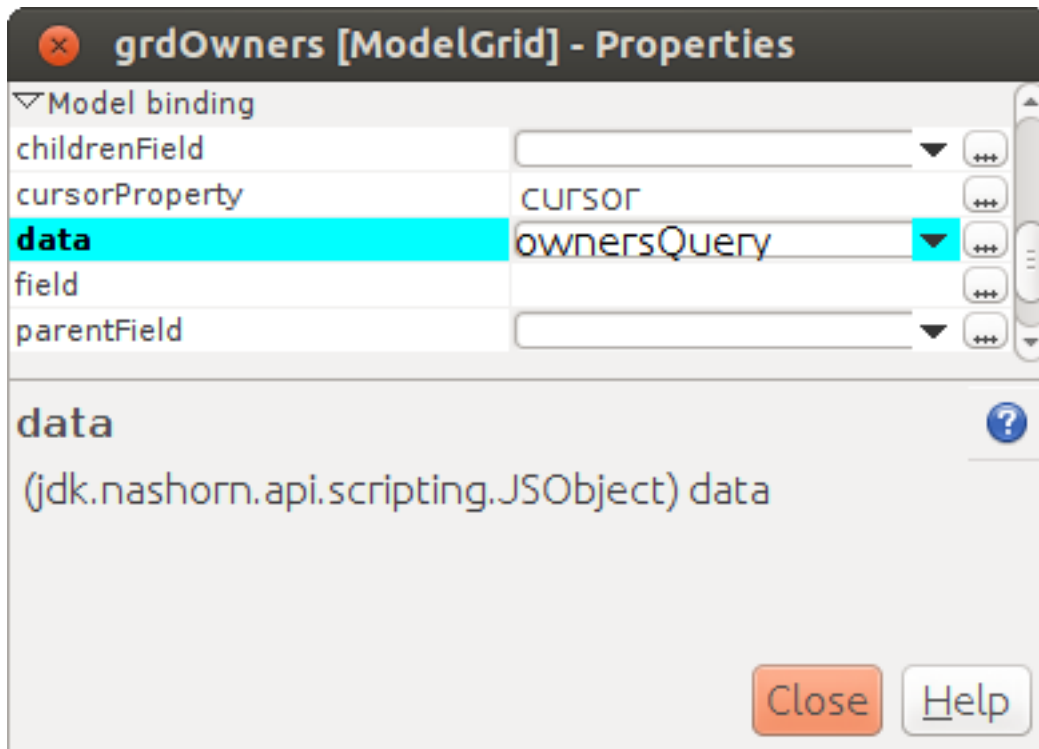 grdOwners [ModelGrid] - Properties
Model binding
childrenField
cursorProperty cursor
data ownersQuery
field
parentField
data
(jdk.nashorn.api.scripting.JSObject) data
Close Help